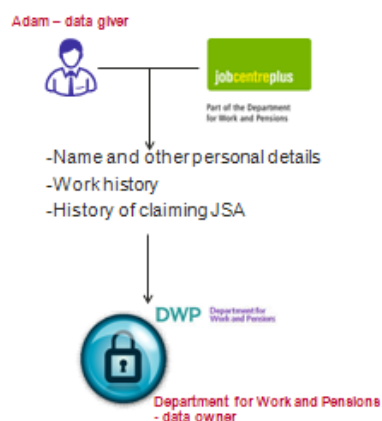 Adam – data giver
jobcentreplus
Part of the Department
for Work and Pensions
-Name and other personal details
-Work history
-History of claiming JSA
DWP Department for
Work and Pensions
Department for Work and Pensions
- data owner